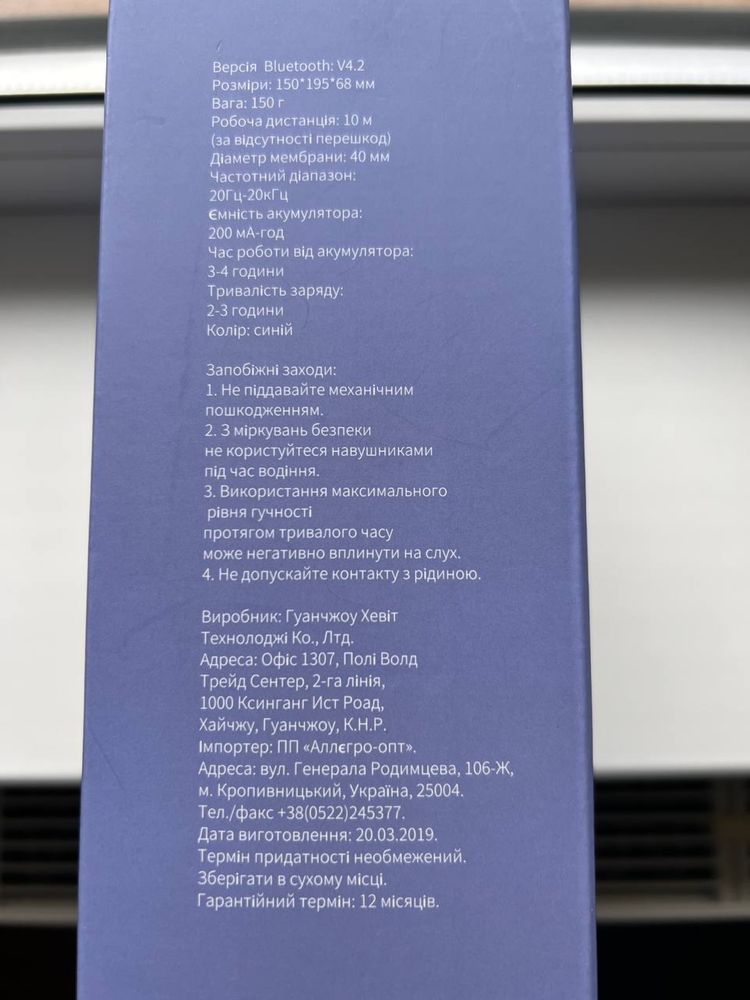 Версія Bluetooth: V4.2
Розміри: 150*195*68 мм
Вага: 150 г
Робоча дистанція: 10 м
(за відсутності перешкод)
Діаметр мембрани: 40 мм
Частотний діапазон:
20Гц-20кГц
Ємність акумулятора:
200 мА-год
Час роботи від акумулятора:
3-4 години
Тривалість заряду:
2-3 години
Колір: синій
Запобіжні заходи:
1. Не піддавайте механічним
пошкодженням.
2. З міркувань безпеки
не користуйтеся навушниками
під час водіння.
3. Використання максимального
рівня гучності
протягом тривалого часу
може негативно вплинути на слух.
4. Не допускайте контакту з рідиною.
Виробник: Гуанчжоу Хевіт
Технолоджі Ко., Лтд.
Адреса: Офіс 1307, Полі Волд
Трейд Сентер, 2-га лінія,
1000 Ксинганг Ист Роад,
Хайчжу, Гуанчжоу, К.Н.Р.
Імпортер: ПП «Аллєгро-опт».
Адреса: вул. Генерала Родимцева, 106-Ж,
м. Кропивницький, Україна, 25004.
Тел./факс +38(0522)245377.
Дата виготовлення: 20.03.2019.
Термін придатності необмежений.
Зберігати в сухому місці.
Гарантійний термін: 12 місяців.